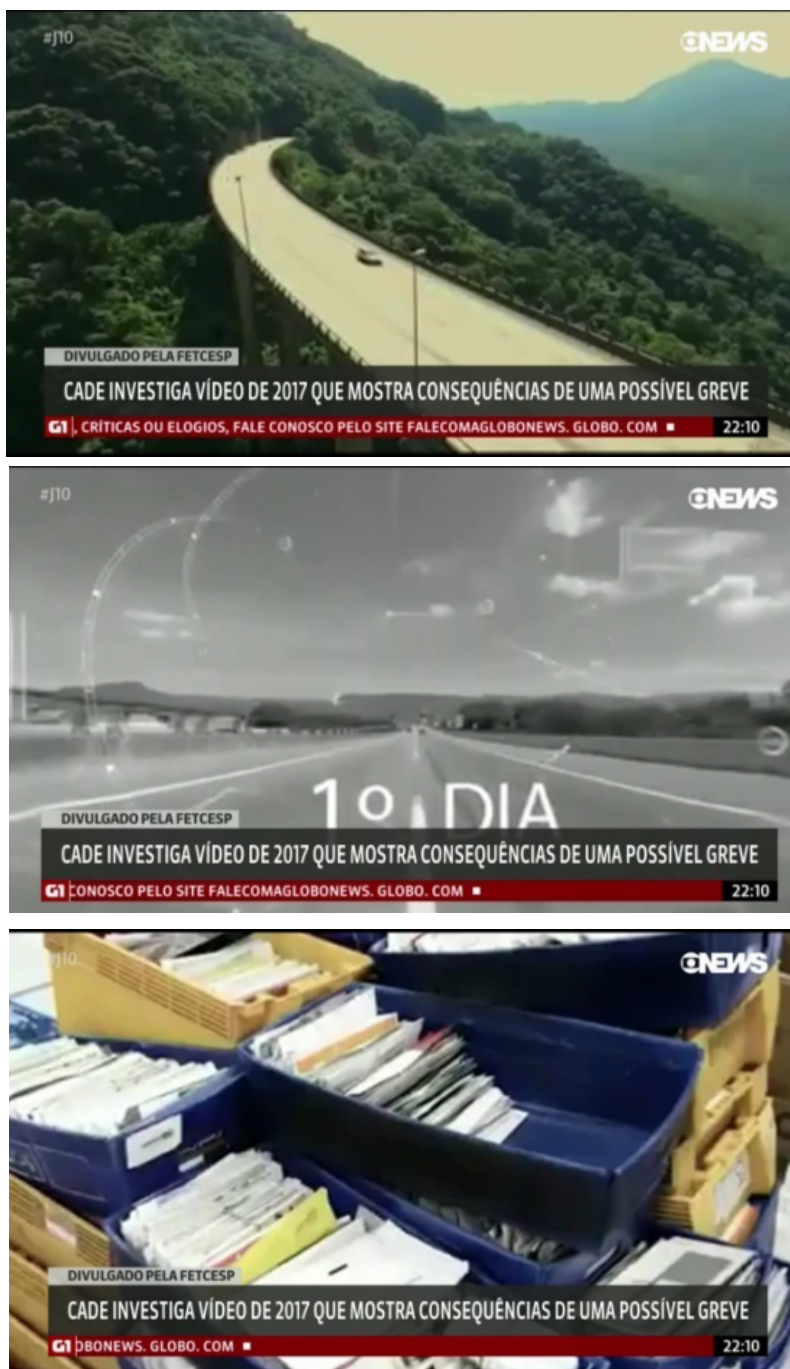 #J10
NEWS
DIVULGADO PELA FETCESP
CADE INVESTIGA VÍDEO DE 2017 QUE MOSTRA CONSEQUÊNCIAS DE UMA POSSÍVEL GREVE
G1 , CRÍTICAS OU ELOGIOS, FALE CONOSCO PELO SITE FALECOMAGLOBONEWS. GLOBO. COM 22:10
#J10
NEWS
1º DIA
DIVULGADO PELA FETCESP
CADE INVESTIGA VÍDEO DE 2017 QUE MOSTRA CONSEQUÊNCIAS DE UMA POSSÍVEL GREVE
G1 CONOSCO PELO SITE FALECOMAGLOBONEWS. GLOBO. COM 22:10
#J10
NEWS
DIVULGADO PELA FETCESP
CADE INVESTIGA VÍDEO DE 2017 QUE MOSTRA CONSEQUÊNCIAS DE UMA POSSÍVEL GREVE
G1 OBONEWS. GLOBO. COM 22:10